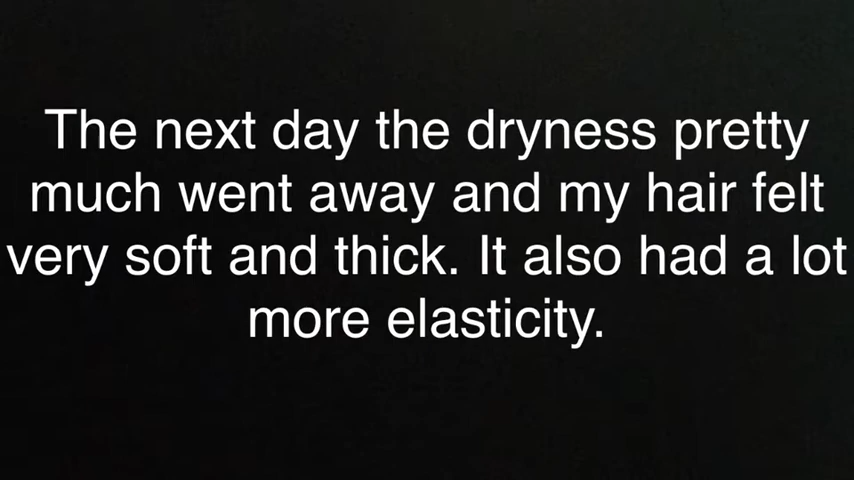 The next day the dryness pretty
much went away and my hair felt
very soft and thick. It also had a lot
more elasticity.